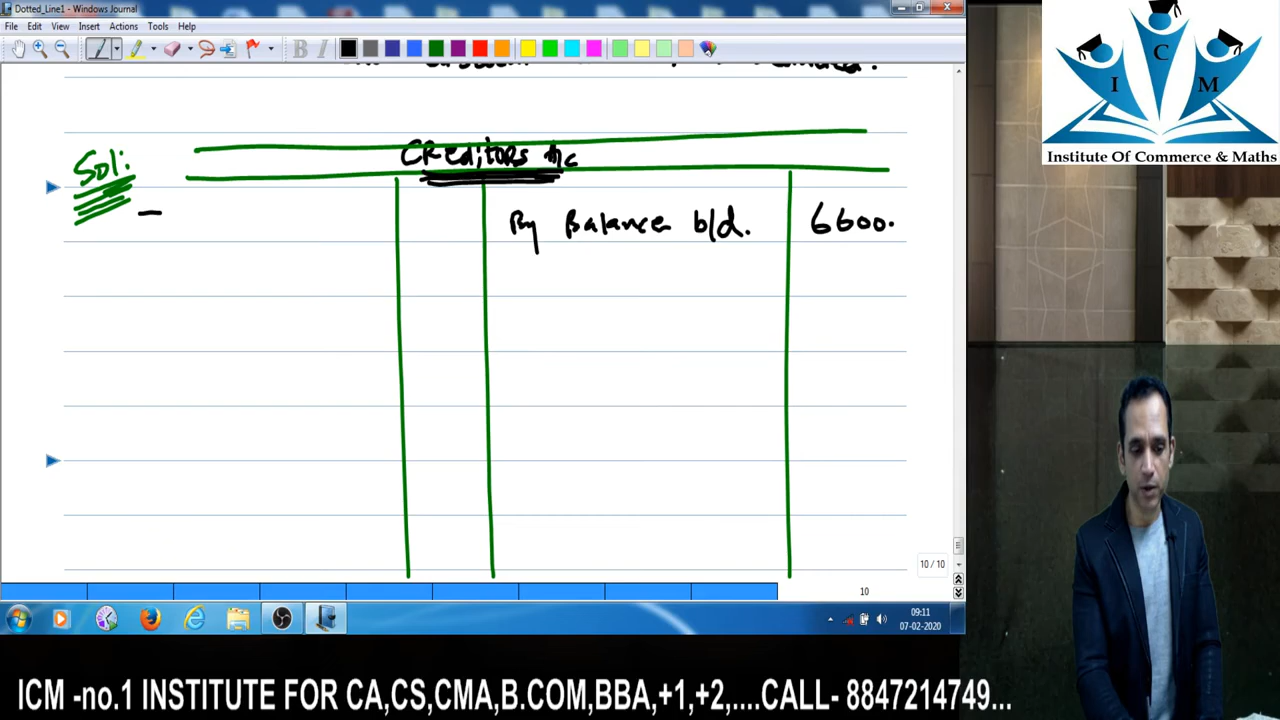 Dotted_Line1 - Windows Journal
File Edit View Insert Actions Tools Help
Sol:
CReditors A/c
By Balance b/d. 6600.
10 / 10
10
09:11
07-02-2020
I C M
Institute Of Commerce & Maths
ICM -no.1 INSTITUTE FOR CA,CS,CMA,B.COM,BBA,+1,+2,....CALL- 8847214749...